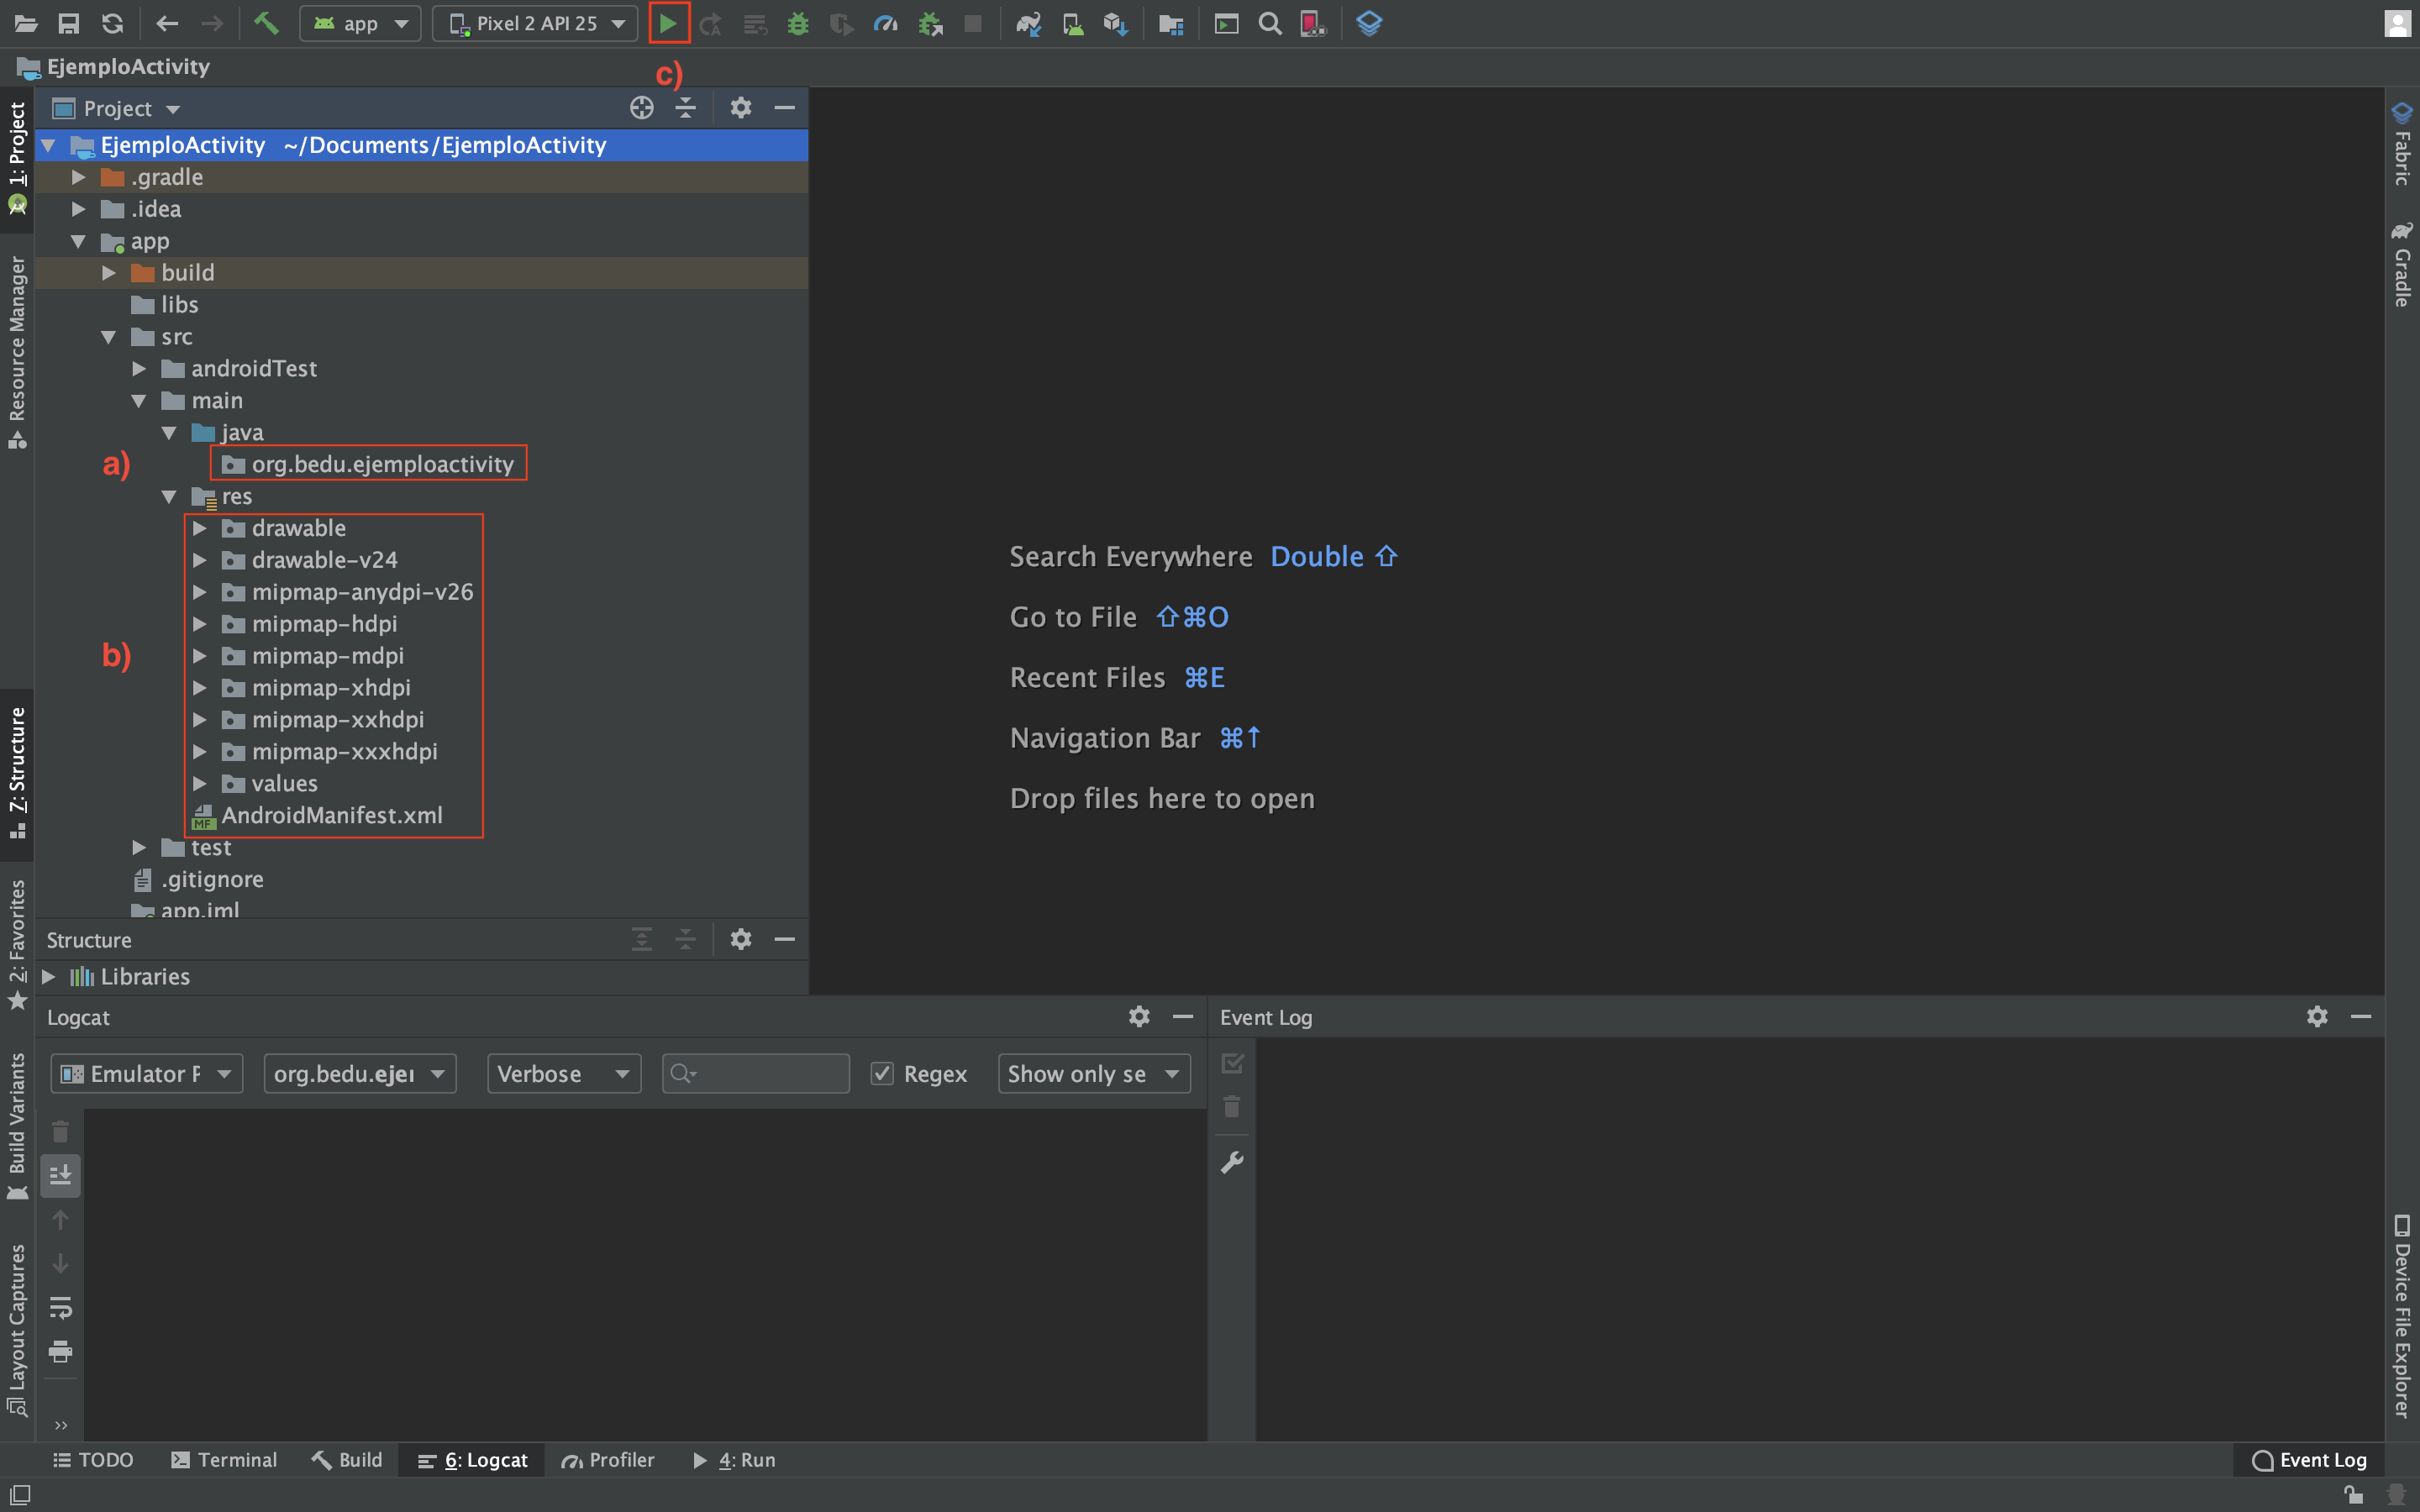 app
Pixel 2 API 25
EjemploActivity
c)
Project
EjemploActivity ~/Documents/EjemploActivity
.gradle
.idea
app
build
libs
src
androidTest
main
java
a)
org.bedu.ejemploactivity
res
drawable
drawable-v24
mipmap-anydpi-v26
mipmap-hdpi
b)
mipmap-mdpi
mipmap-xhdpi
mipmap-xxhdpi
mipmap-xxxhdpi
values
MF AndroidManifest.xml
test
.gitignore
app.iml
Structure
Libraries
1: Project
Resource Manager
7: Structure
2: Favorites
Build Variants
Layout Captures
Search Everywhere Double ⇧
Go to File ⇧⌘O
Recent Files ⌘E
Navigation Bar ⌘↑
Drop files here to open
Fabric
Gradle
Device File Explorer
Logcat
Emulator P
org.bedu.ejer
Verbose
Regex
Show only se
Event Log
TODO
Terminal
Build
6: Logcat
Profiler
4: Run
Event Log